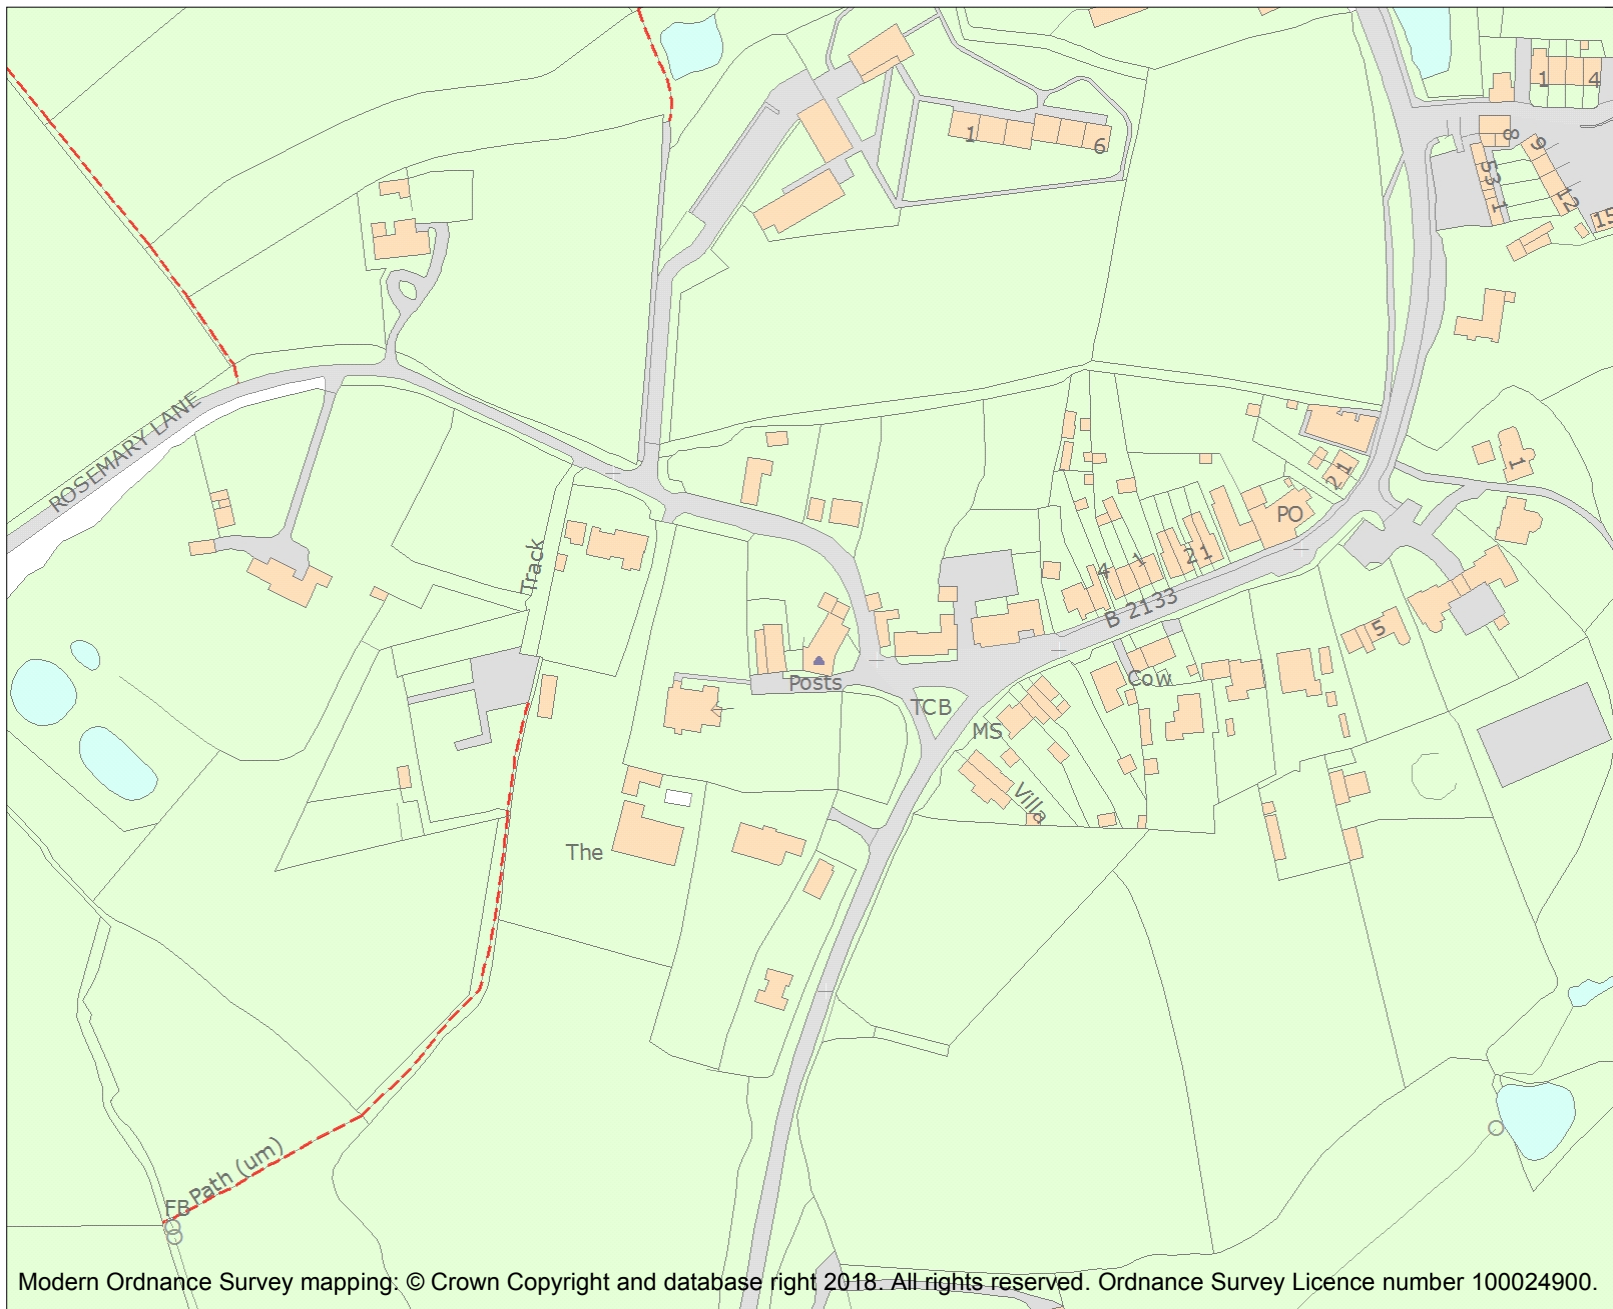 1
4
1
6
8
9
5 3 1
12
15
ROSEMARY LANE
1
2 1
PO
Track
4
1
2 1
B 2133
5
Posts
Cow
TCB
MS
Villa
The
Path (um)
FB
Modern Ordnance Survey mapping: © Crown Copyright and database right 2018. All rights reserved. Ordnance Survey Licence number 100024900.